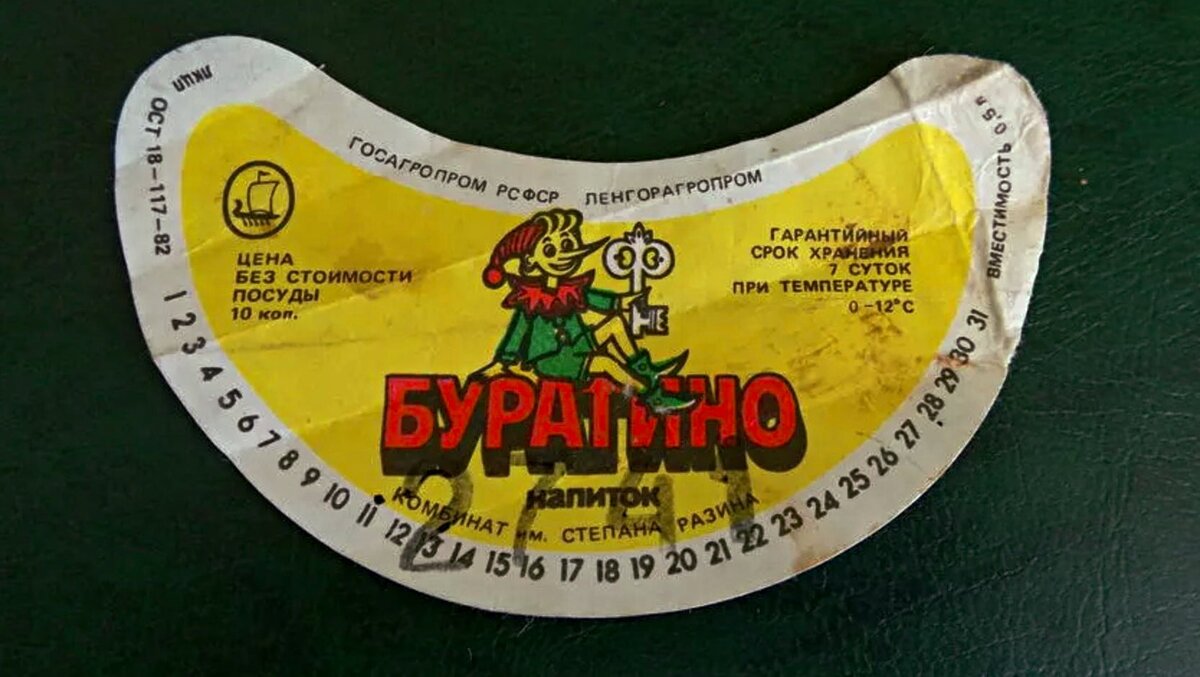 ЛКЦЛ
ОСТ-18-117-82
ГОСАГРОПРОМ РСФСР ЛЕНГОРАГРОПРОМ
ВМЕСТИМОСТЬ 0,5 л
ЦЕНА
БЕЗ СТОИМОСТИ
ПОСУДЫ
10 коп.
ГАРАНТИЙНЫЙ
СРОК ХРАНЕНИЯ
7 СУТОК
ПРИ ТЕМПЕРАТУРЕ
0-12°С
БУРАТИНО
напиток
КОМБИНАТ им. СТЕПАНА РАЗИНА
1 2 3 4 5 6 7 8 9 10 11 12 13 14 15 16 17 18 19 20 21 22 23 24 25 26 27 28 29 30 31